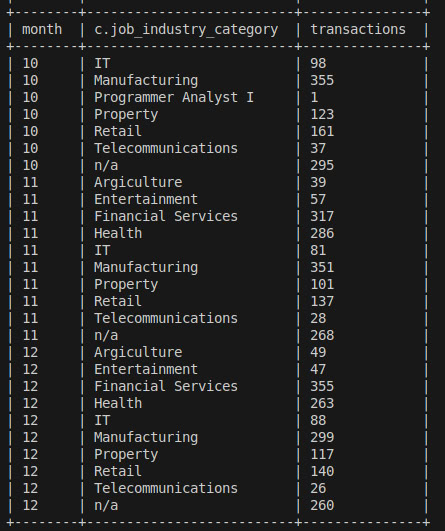 +--------+--------------------------+---------------+
| month | c.job_industry_category | transactions |
+--------+--------------------------+---------------+
| 10 | IT | 98 |
| 10 | Manufacturing | 355 |
| 10 | Programmer Analyst I | 1 |
| 10 | Property | 123 |
| 10 | Retail | 161 |
| 10 | Telecommunications | 37 |
| 10 | n/a | 295 |
| 11 | Argiculture | 39 |
| 11 | Entertainment | 57 |
| 11 | Financial Services | 317 |
| 11 | Health | 286 |
| 11 | IT | 81 |
| 11 | Manufacturing | 351 |
| 11 | Property | 101 |
| 11 | Retail | 137 |
| 11 | Telecommunications | 28 |
| 11 | n/a | 268 |
| 12 | Argiculture | 49 |
| 12 | Entertainment | 47 |
| 12 | Financial Services | 355 |
| 12 | Health | 263 |
| 12 | IT | 88 |
| 12 | Manufacturing | 299 |
| 12 | Property | 117 |
| 12 | Retail | 140 |
| 12 | Telecommunications | 26 |
| 12 | n/a | 260 |
+--------+--------------------------+---------------+